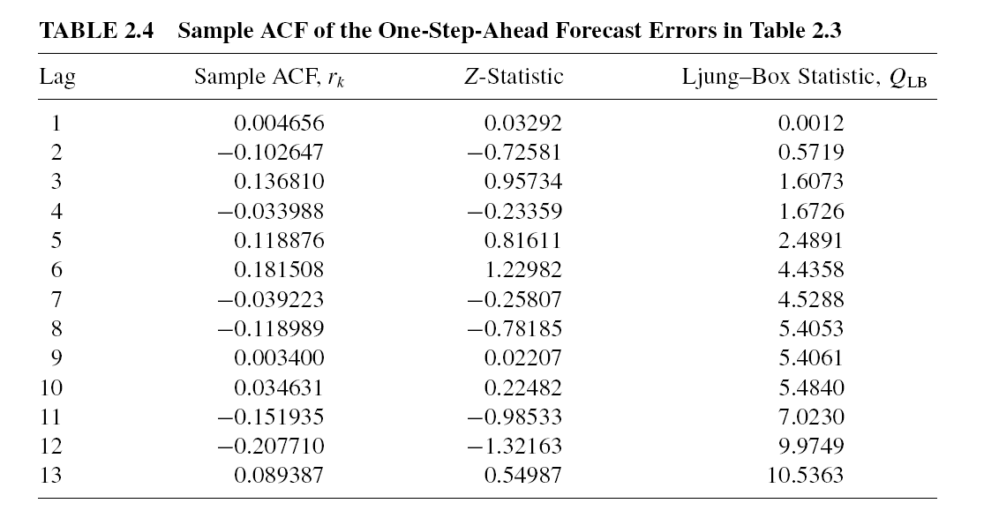 TABLE 2.4 Sample ACF of the One-Step-Ahead Forecast Errors in Table 2.3
Lag Sample ACF, rk Z-Statistic Ljung–Box Statistic, QLB
1 0.004656 0.03292 0.0012
2 −0.102647 −0.72581 0.5719
3 0.136810 0.95734 1.6073
4 −0.033988 −0.23359 1.6726
5 0.118876 0.81611 2.4891
6 0.181508 1.22982 4.4358
7 −0.039223 −0.25807 4.5288
8 −0.118989 −0.78185 5.4053
9 0.003400 0.02207 5.4061
10 0.034631 0.22482 5.4840
11 −0.151935 −0.98533 7.0230
12 −0.207710 −1.32163 9.9749
13 0.089387 0.54987 10.5363